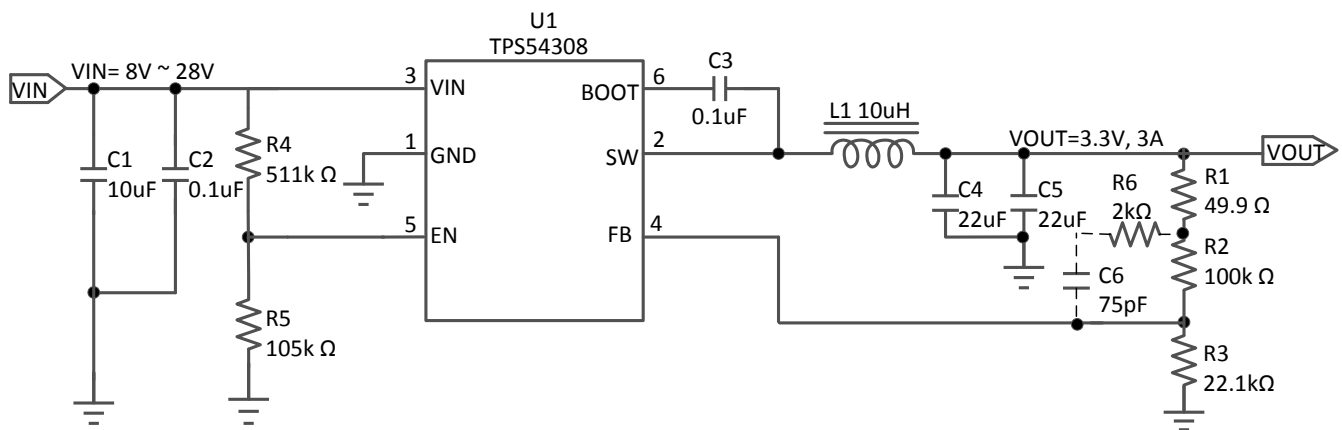 U1
TPS54308
VIN
VIN= 8V ~ 28V
3
VIN
BOOT
6
C3
0.1uF
L1 10uH
VOUT=3.3V, 3A
VOUT
C1
10uF
C2
0.1uF
R4
511k Ω
1
GND
SW
2
C4
22uF
C5
22uF
R6
2kΩ
R1
49.9 Ω
5
EN
FB
4
R2
100k Ω
C6
75pF
R5
105k Ω
R3
22.1kΩ